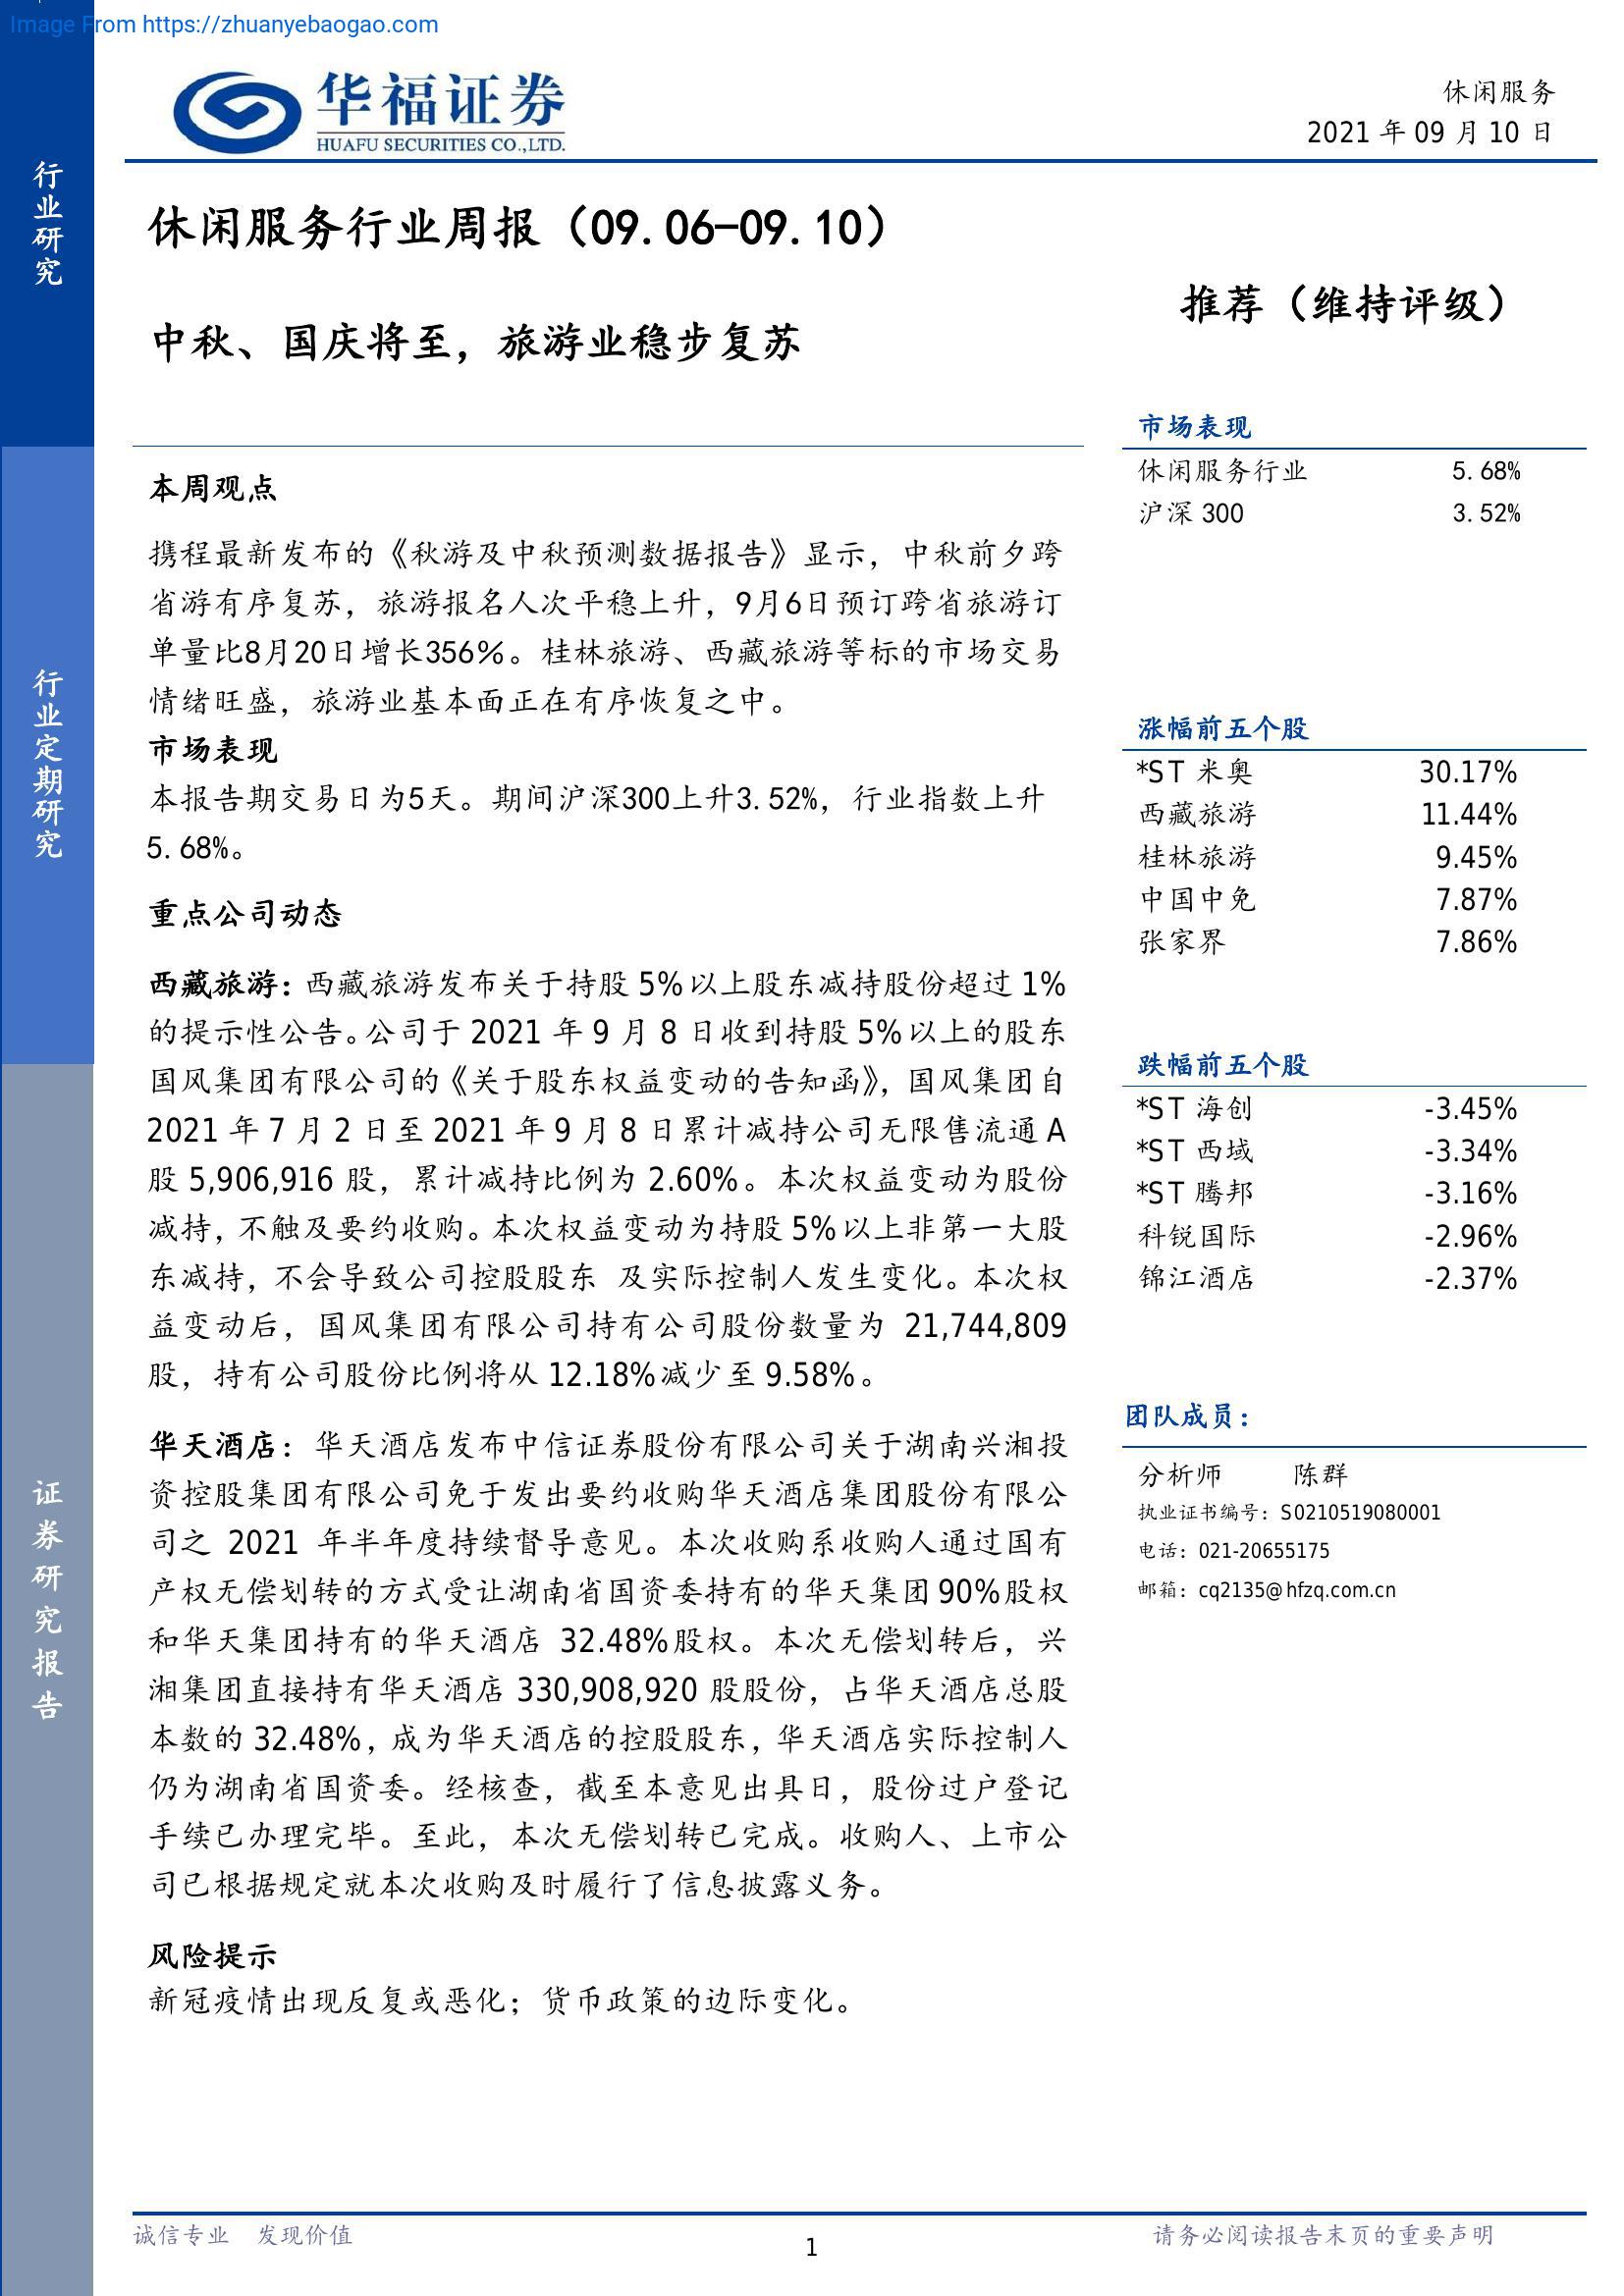 Image From https://zhuanyebaogao.com
华福证券
HUAFU SECURITIES CO.,LTD.
休闲服务
2021 年 09 月 10 日
行业研究
行业定期研究
证券研究报告
休闲服务行业周报（09.06-09.10）
中秋、国庆将至，旅游业稳步复苏
推荐（维持评级）
本周观点
携程最新发布的《秋游及中秋预测数据报告》显示，中秋前夕跨
省游有序复苏，旅游报名人次平稳上升，9月6日预订跨省旅游订
单量比8月20日增长356%。桂林旅游、西藏旅游等标的市场交易
情绪旺盛，旅游业基本面正在有序恢复之中。
市场表现
本报告期交易日为5天。期间沪深300上升3.52%，行业指数上升
5.68%。
重点公司动态
西藏旅游：西藏旅游发布关于持股 5%以上股东减持股份超过 1%
的提示性公告。公司于 2021 年 9 月 8 日收到持股 5%以上的股东
国风集团有限公司的《关于股东权益变动的告知函》，国风集团自
2021 年 7 月 2 日至 2021 年 9 月 8 日累计减持公司无限售流通 A
股 5,906,916 股，累计减持比例为 2.60%。本次权益变动为股份
减持，不触及要约收购。本次权益变动为持股 5%以上非第一大股
东减持，不会导致公司控股股东 及实际控制人发生变化。本次权
益变动后，国风集团有限公司持有公司股份数量为 21,744,809
股，持有公司股份比例将从 12.18%减少至 9.58%。
华天酒店：华天酒店发布中信证券股份有限公司关于湖南兴湘投
资控股集团有限公司免于发出要约收购华天酒店集团股份有限公
司之 2021 年半年度持续督导意见。本次收购系收购人通过国有
产权无偿划转的方式受让湖南省国资委持有的华天集团 90%股权
和华天集团持有的华天酒店 32.48%股权。本次无偿划转后，兴
湘集团直接持有华天酒店 330,908,920 股股份，占华天酒店总股
本数的 32.48%，成为华天酒店的控股股东，华天酒店实际控制人
仍为湖南省国资委。经核查，截至本意见出具日，股份过户登记
手续已办理完毕。至此，本次无偿划转已完成。收购人、上市公
司已根据规定就本次收购及时履行了信息披露义务。
风险提示
新冠疫情出现反复或恶化；货币政策的边际变化。
市场表现
休闲服务行业 5.68%
沪深 300 3.52%
涨幅前五个股
*ST 米奥 30.17%
西藏旅游 11.44%
桂林旅游 9.45%
中国中免 7.87%
张家界 7.86%
跌幅前五个股
*ST 海创 -3.45%
*ST 西域 -3.34%
*ST 腾邦 -3.16%
科锐国际 -2.96%
锦江酒店 -2.37%
团队成员：
分析师 陈群
执业证书编号：S0210519080001
电话：021-20655175
邮箱：cq2135@hfzq.com.cn
诚信专业 发现价值
1
请务必阅读报告末页的重要声明